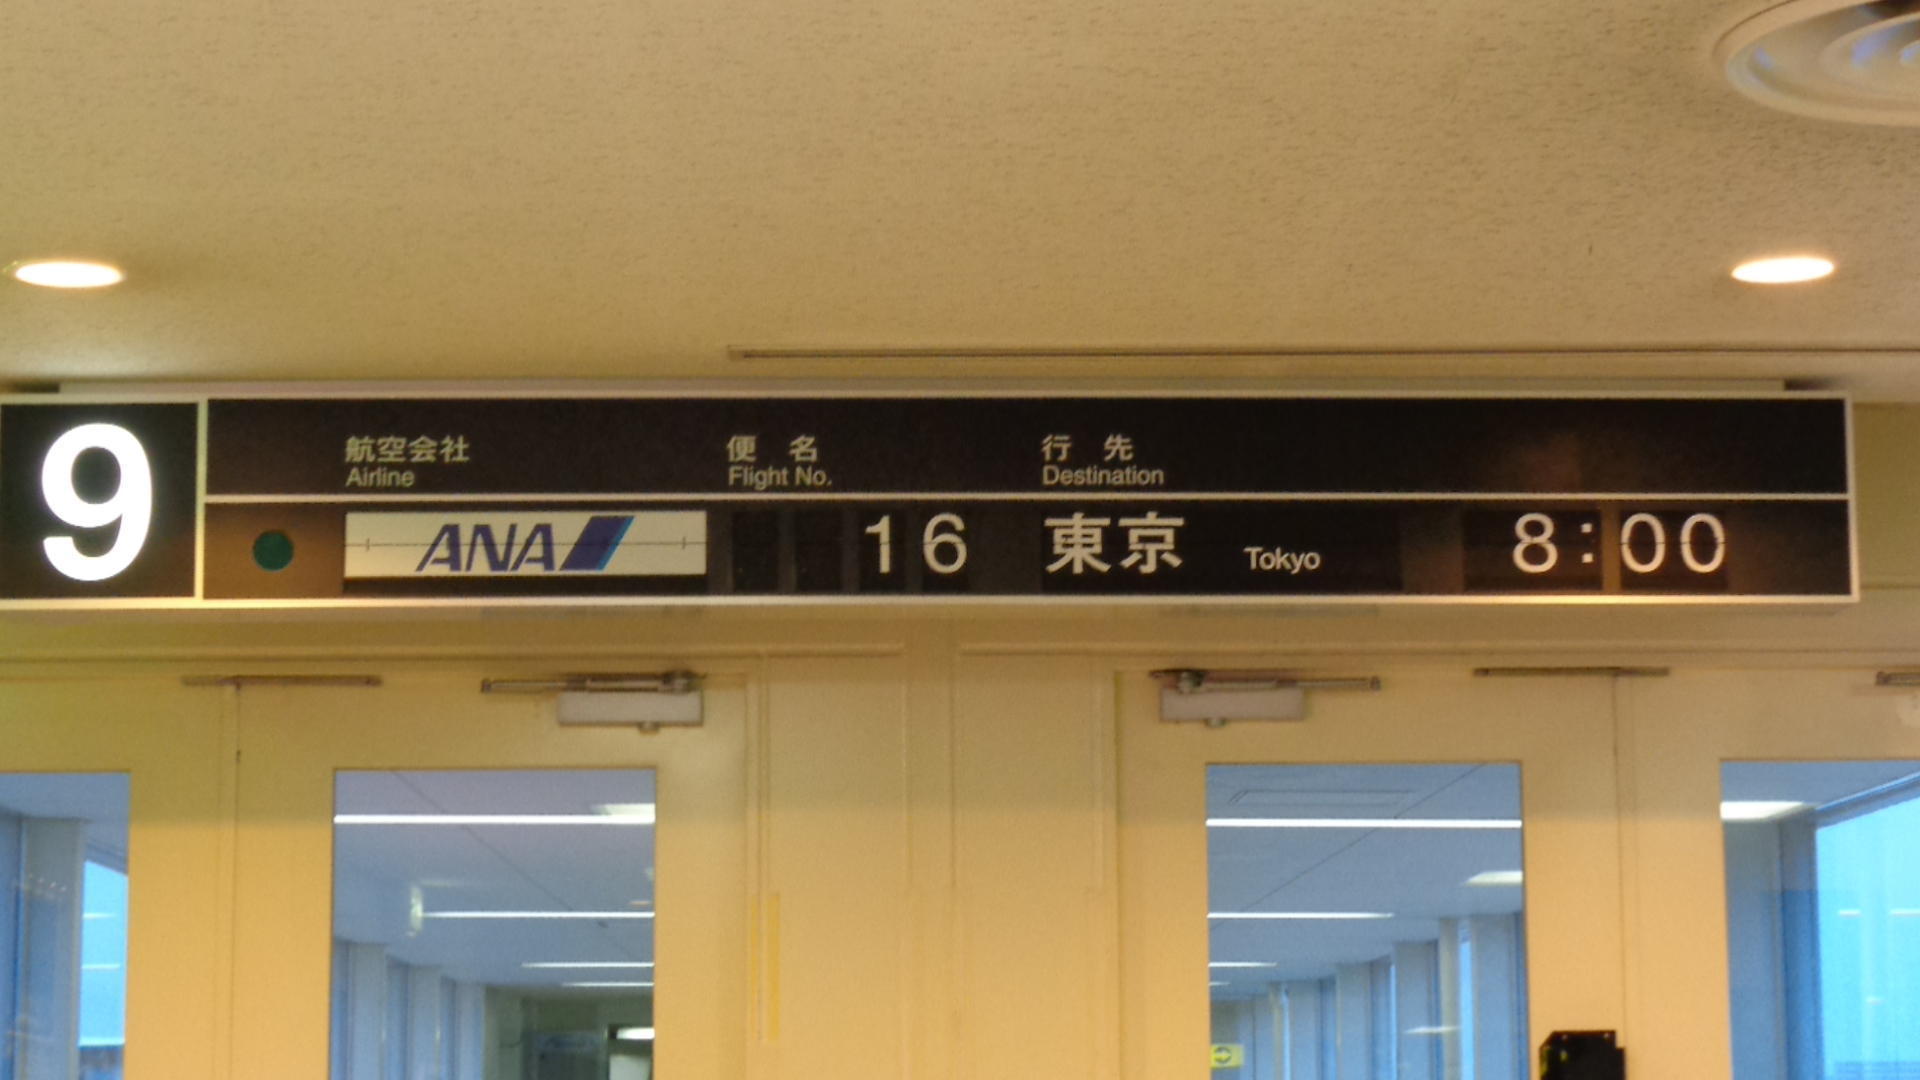 9
航空会社 便 名 行 先
Airline Flight No. Destination
ANA 16 東京 Tokyo 8:00